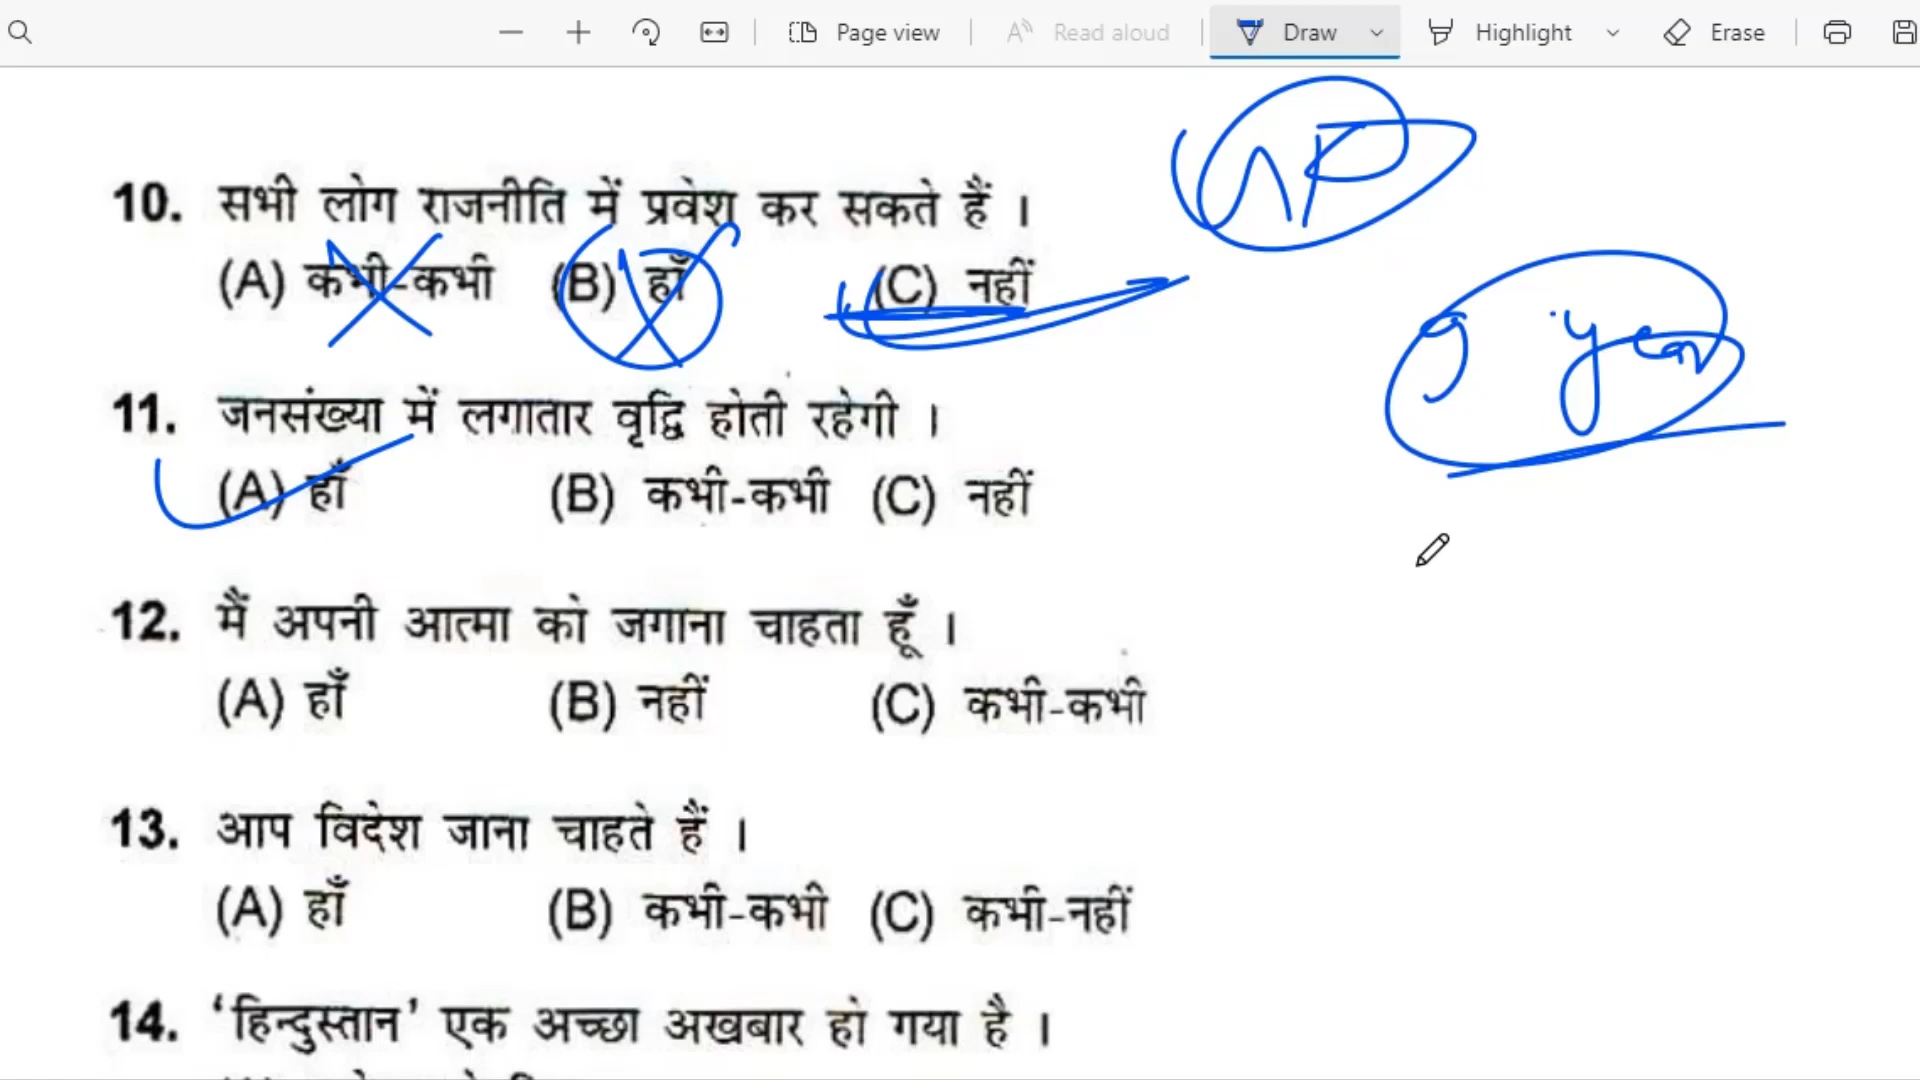 Page view
Read aloud
Draw
Highlight
Erase
10. सभी लोग राजनीति में प्रवेश कर सकते हैं ।
(A) कभी-कभी (B) हाँ (C) नहीं
11. जनसंख्या में लगातार वृद्धि होती रहेगी ।
(A) हाँ (B) कभी-कभी (C) नहीं
12. मैं अपनी आत्मा को जगाना चाहता हूँ ।
(A) हाँ (B) नहीं (C) कभी-कभी
13. आप विदेश जाना चाहते हैं ।
(A) हाँ (B) कभी-कभी (C) कभी-नहीं
14. ‘हिन्दुस्तान’ एक अच्छा अखबार हो गया है ।